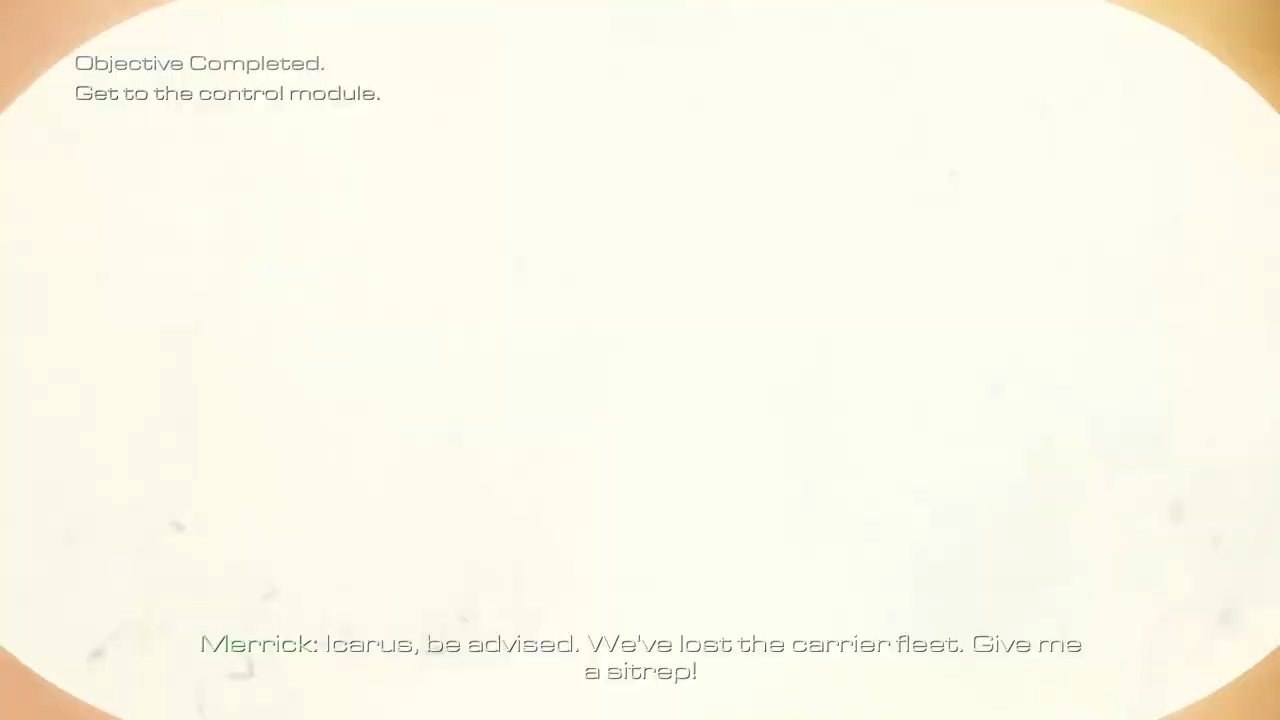 Objective Completed.
Get to the control module.
Merrick: Icarus, be advised. We've lost the carrier fleet. Give me
a sitrep!